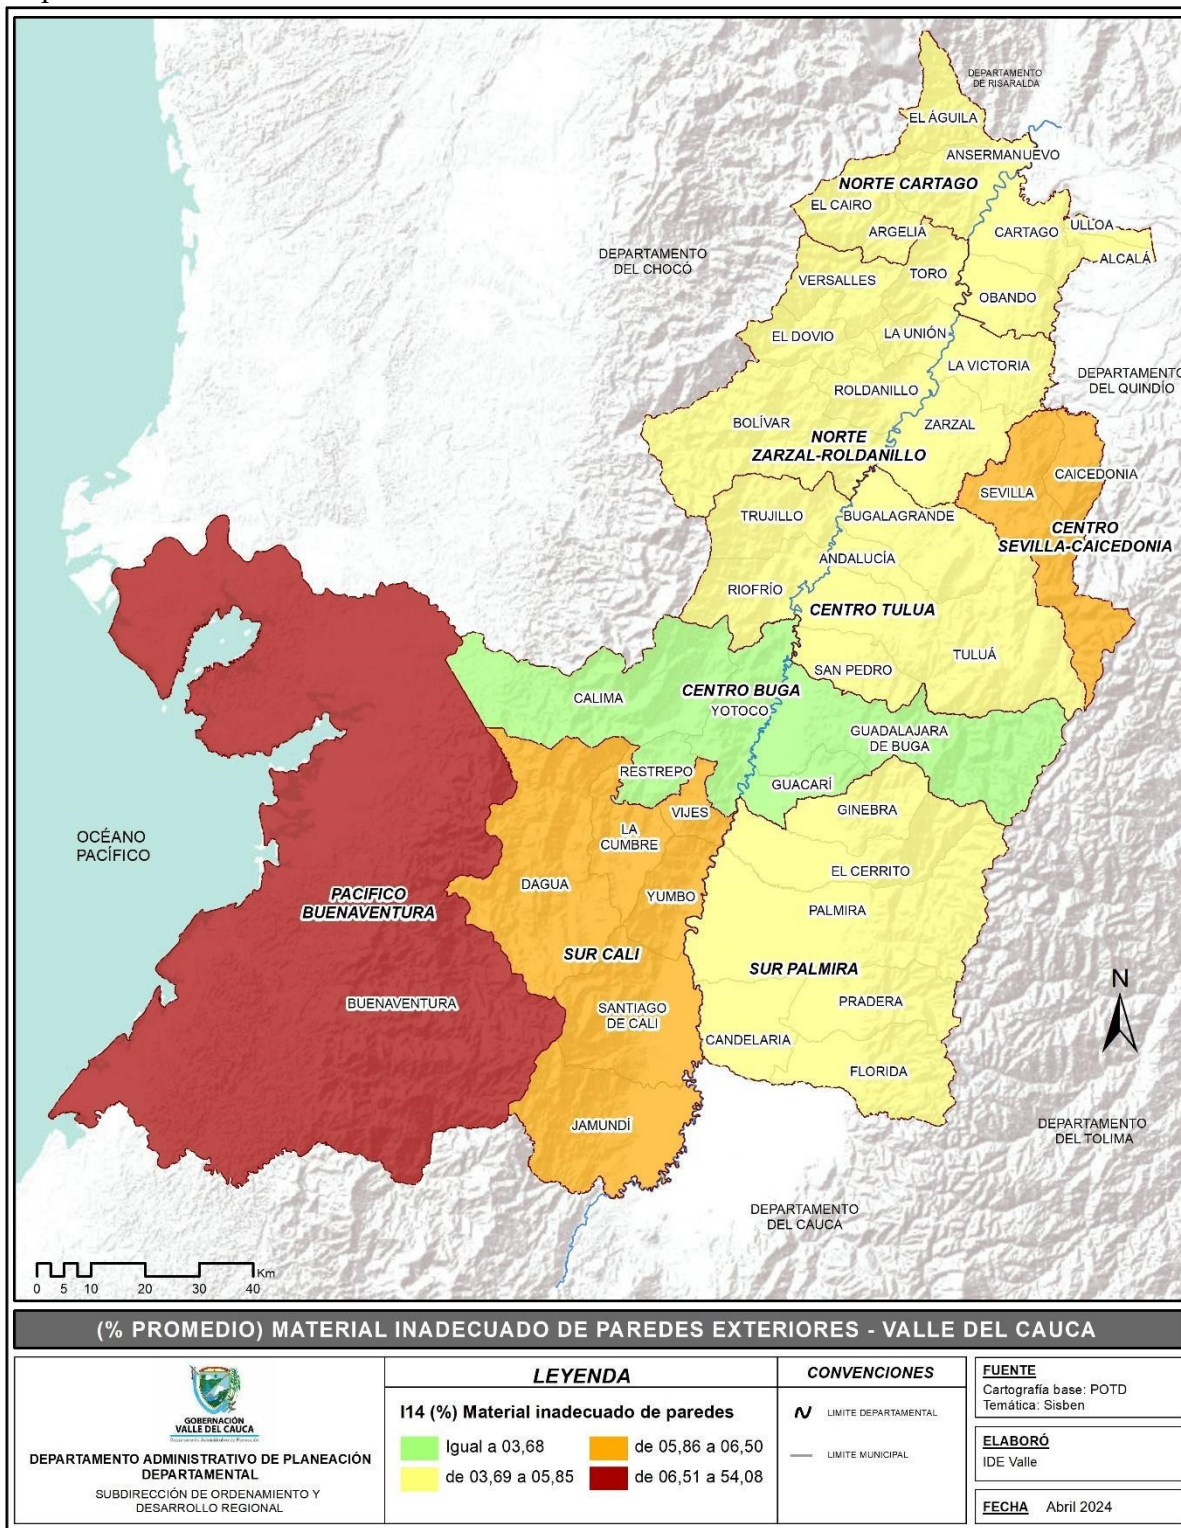 DEPARTAMENTO
DE RISARALDA
EL ÁGUILA
ANSERMANUEVO
NORTE CARTAGO
EL CAIRO
ARGELIA
CARTAGO
ULLOA
ALCALÁ
DEPARTAMENTO
DEL CHOCÓ
VERSALLES
TORO
OBANDO
EL DOVIO
LA UNIÓN
LA VICTORIA
DEPARTAMENTO
DEL QUINDÍO
ROLDANILLO
BOLÍVAR
ZARZAL
NORTE
ZARZAL-ROLDANILLO
CAICEDONIA
SEVILLA
CENTRO
SEVILLA-CAICEDONIA
TRUJILLO
BUGALAGRANDE
ANDALUCÍA
RIOFRÍO
CENTRO TULUA
TULUÁ
SAN PEDRO
CALIMA
CENTRO BUGA
YOTOCO
GUADALAJARA
DE BUGA
RESTREPO
GUACARÍ
VIJES
GINEBRA
LA
CUMBRE
OCÉANO
PACÍFICO
EL CERRITO
DAGUA
YUMBO
PACIFICO
BUENAVENTURA
PALMIRA
SUR CALI
SUR PALMIRA
BUENAVENTURA
SANTIAGO
DE CALI
PRADERA
CANDELARIA
FLORIDA
N
JAMUNDÍ
DEPARTAMENTO
DEL TOLIMA
DEPARTAMENTO
DEL CAUCA
Km
0 5 10 20 30 40
(% PROMEDIO) MATERIAL INADECUADO DE PAREDES EXTERIORES - VALLE DEL CAUCA
GOBERNACIÓN
VALLE DEL CAUCA
DEPARTAMENTO ADMINISTRATIVO DE PLANEACIÓN
DEPARTAMENTAL
SUBDIRECCIÓN DE ORDENAMIENTO Y
DESARROLLO REGIONAL
LEYENDA
I14 (%) Material inadecuado de paredes
Igual a 03,68
de 03,69 a 05,85
de 05,86 a 06,50
de 06,51 a 54,08
CONVENCIONES
LIMITE DEPARTAMENTAL
LIMITE MUNICIPAL
FUENTE
Cartografía base: POTD
Temática: Sisben
ELABORÓ
IDE Valle
FECHA Abril 2024